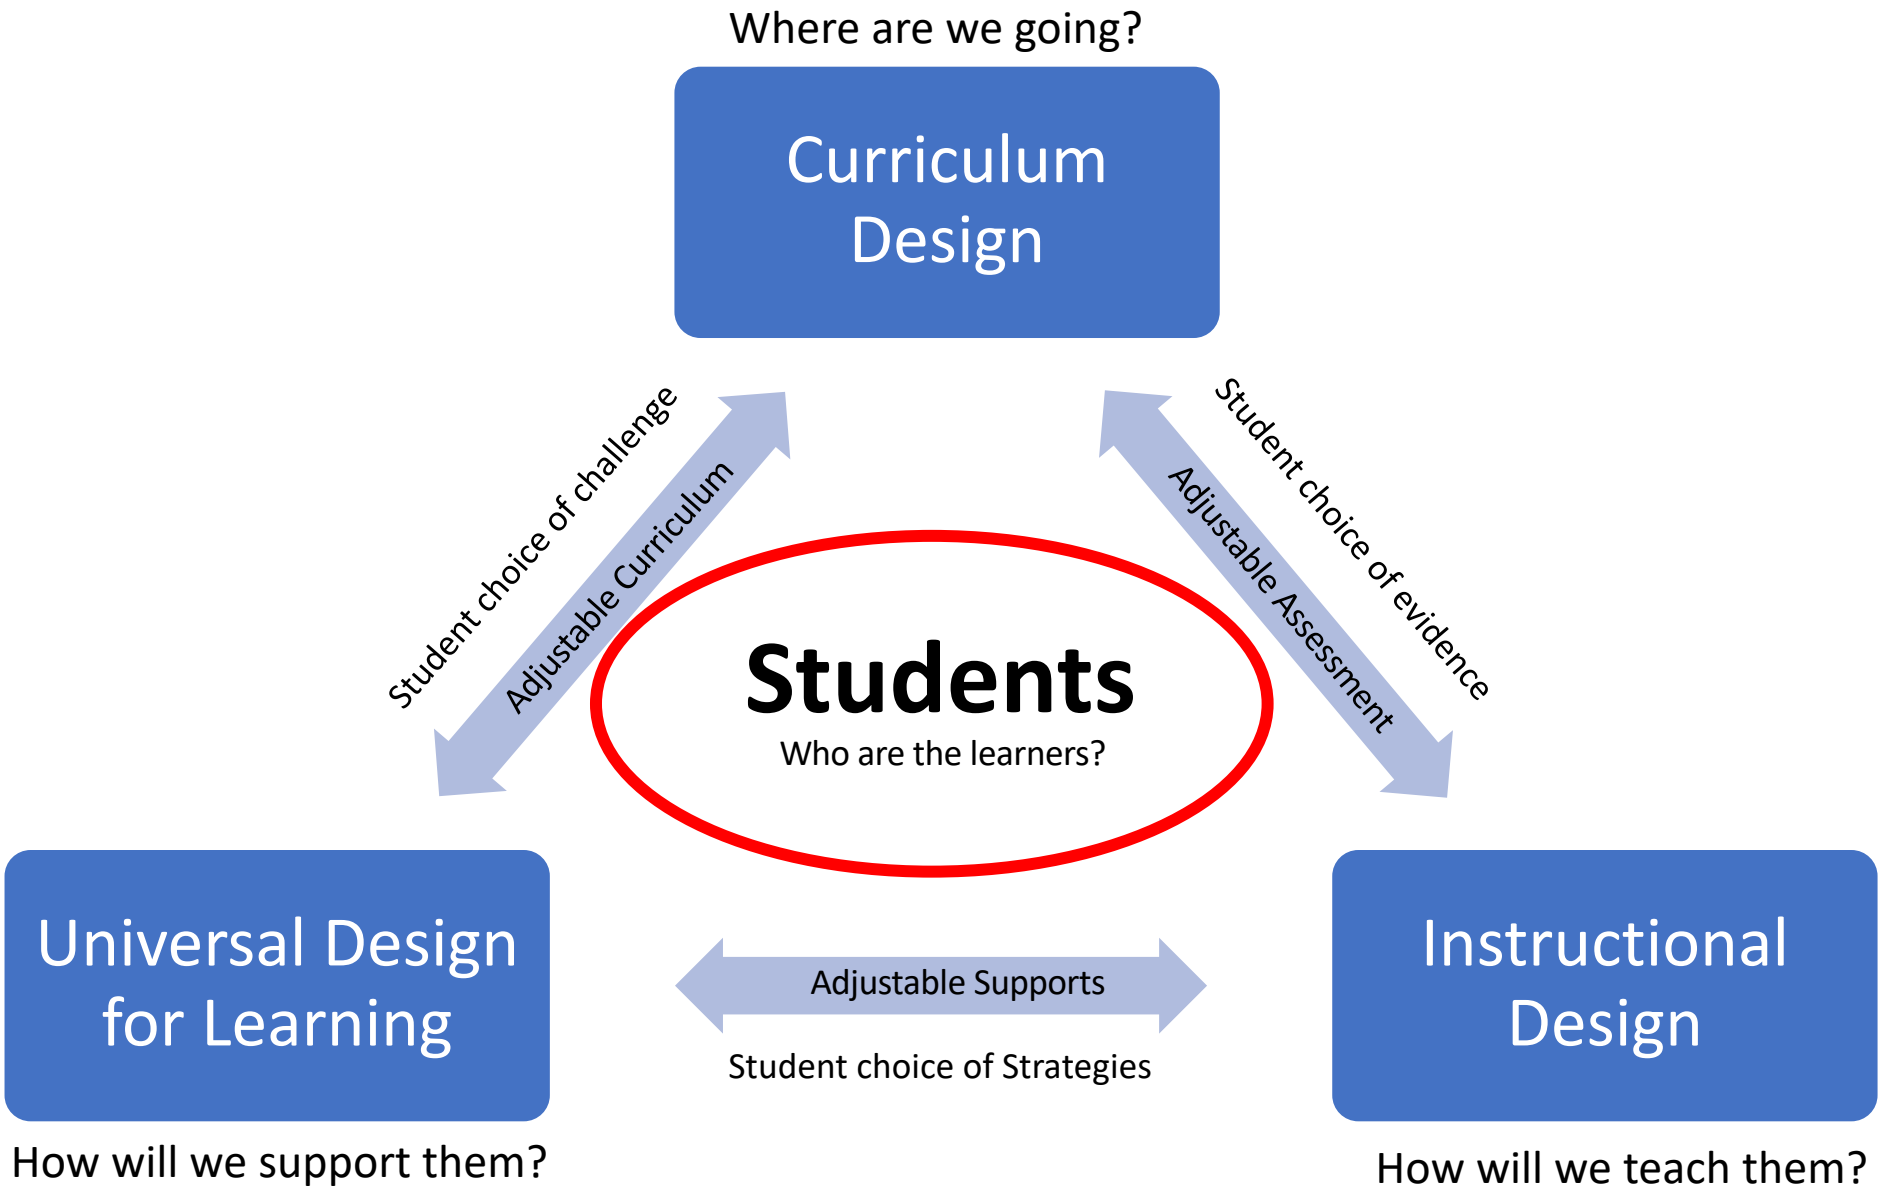 Where are we going?
Curriculum
Design
Student choice of challenge
Adjustable Curriculum
Student choice of evidence
Adjustable Assessment
Students
Who are the learners?
Universal Design
for Learning
Adjustable Supports
Student choice of Strategies
Instructional
Design
How will we support them?
How will we teach them?